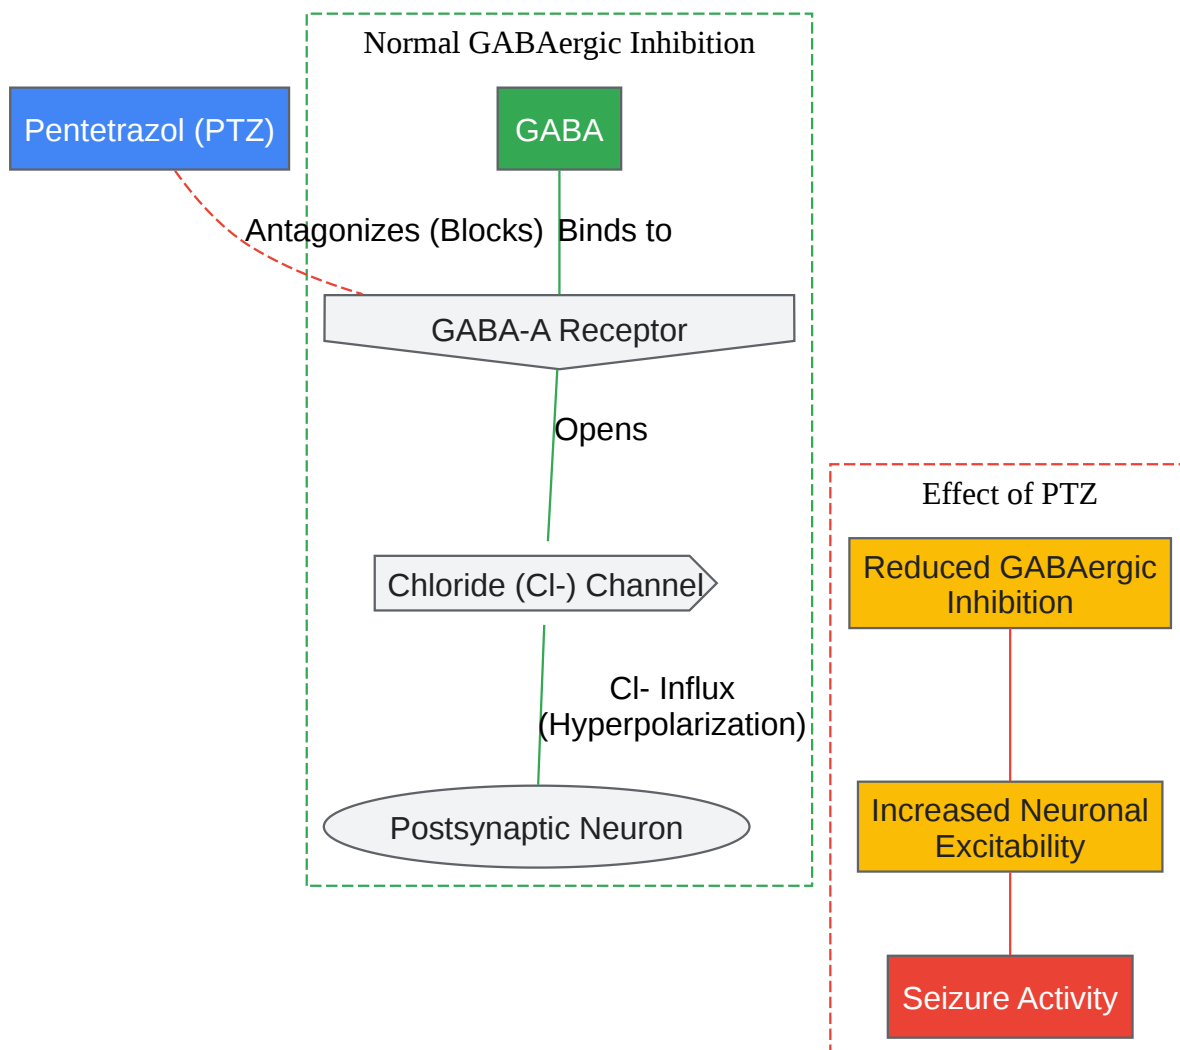 Normal GABAergic Inhibition
Pentetrazol (PTZ)
GABA
Antagonizes (Blocks)
Binds to
GABA-A Receptor
Opens
Chloride (Cl-) Channel
Cl- Influx
(Hyperpolarization)
Postsynaptic Neuron
Effect of PTZ
Reduced GABAergic
Inhibition
Increased Neuronal
Excitability
Seizure Activity